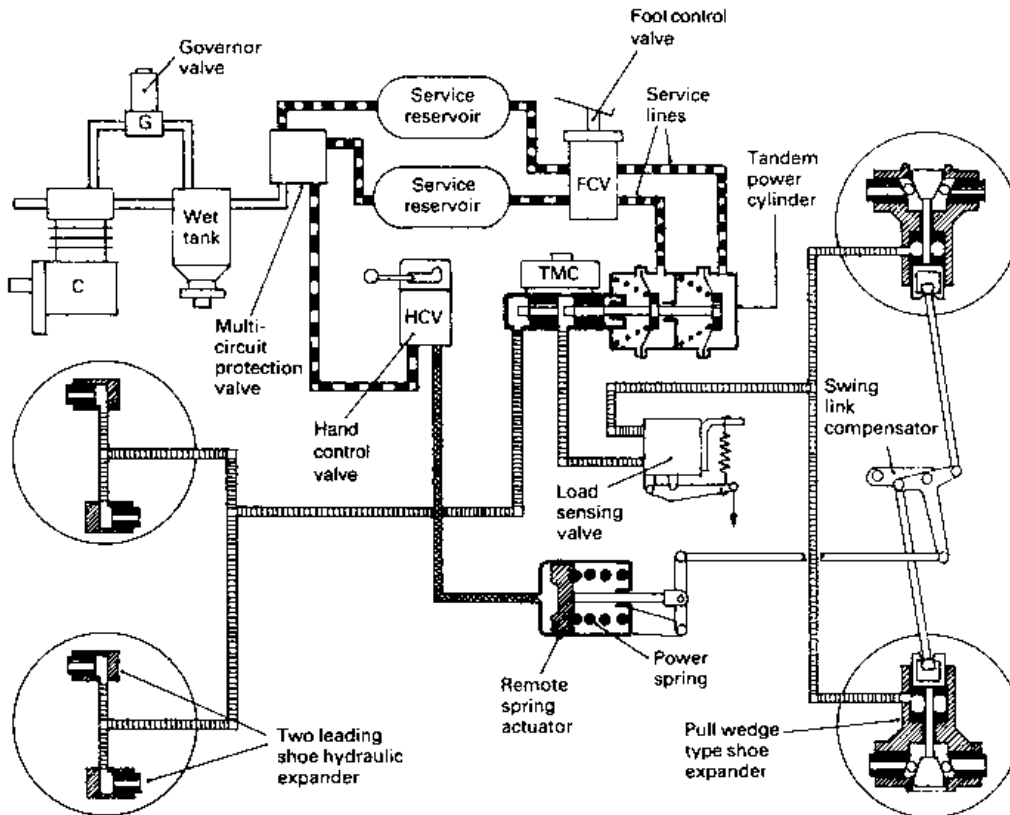 Foot control
valve
Governor
valve
G
Service
reservoir
Service
lines
Tandem
power
cylinder
Service
reservoir
FCV
Wet
tank
C
TMC
HCV
Multi-
circuit
protection
valve
Hand
control
valve
Swing
link
compensator
Load
sensing
valve
Power
spring
Remote
spring
actuator
Two leading
shoe hydraulic
expander
Pull wedge
type shoe
expander